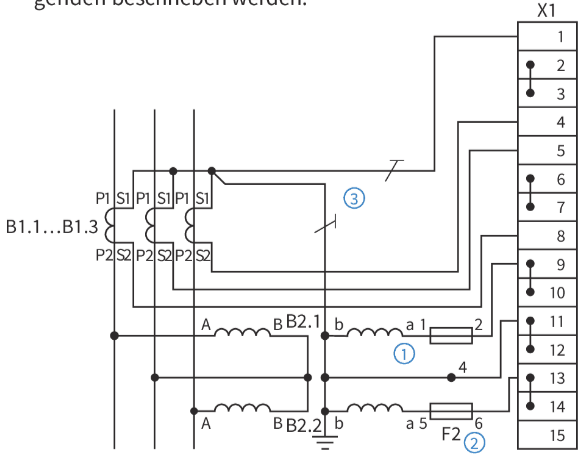 genden beschrieben werden.
X1
1
2
3
4
5
6
7
8
9
10
11
12
13
14
15
3
P1 S1 P1 S1 P1 S1
B1.1...B1.3
P2 S2 P2 S2 P2 S2
A B B2.1 b a 1 2
1
4
A B B2.2 b a 5 6
F2 2